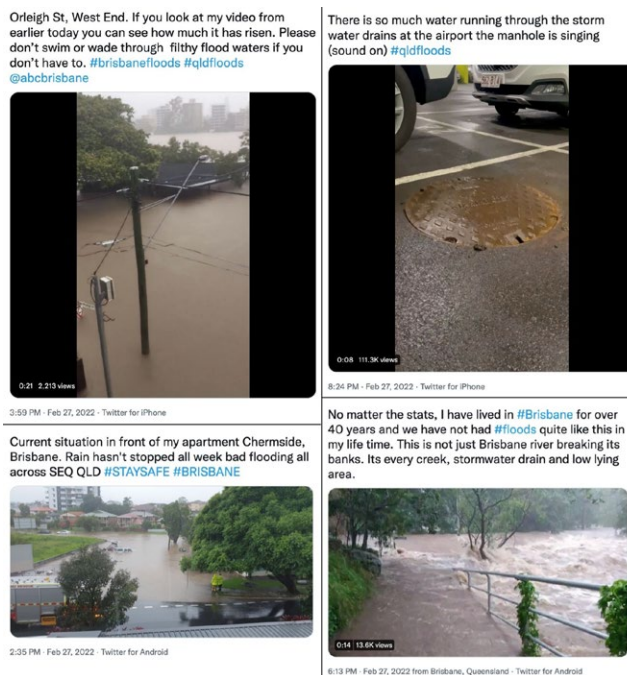 Orleigh St, West End. If you look at my video from
earlier today you can see how much it has risen. Please
don't swim or wade through filthy flood waters if you
don't have to. #brisbanefloods #qldfloods
@abcbrisbane
0:21 2,213 views
3:59 PM · Feb 27, 2022 · Twitter for iPhone
Current situation in front of my apartment Chermside,
Brisbane. Rain hasn't stopped all week bad flooding all
across SEQ QLD #STAYSAFE #BRISBANE
2:35 PM · Feb 27, 2022 · Twitter for Android
There is so much water running through the storm
water drains at the airport the manhole is singing
(sound on) #qldfloods
0:08 111.3K views
8:24 PM · Feb 27, 2022 · Twitter for iPhone
No matter the stats, I have lived in #Brisbane for over
40 years and we have not had #floods quite like this in
my life time. This is not just Brisbane river breaking its
banks. Its every creek, stormwater drain and low lying
area.
0:14 13.6K views
6:13 PM · Feb 27, 2022 from Brisbane, Queensland · Twitter for Android